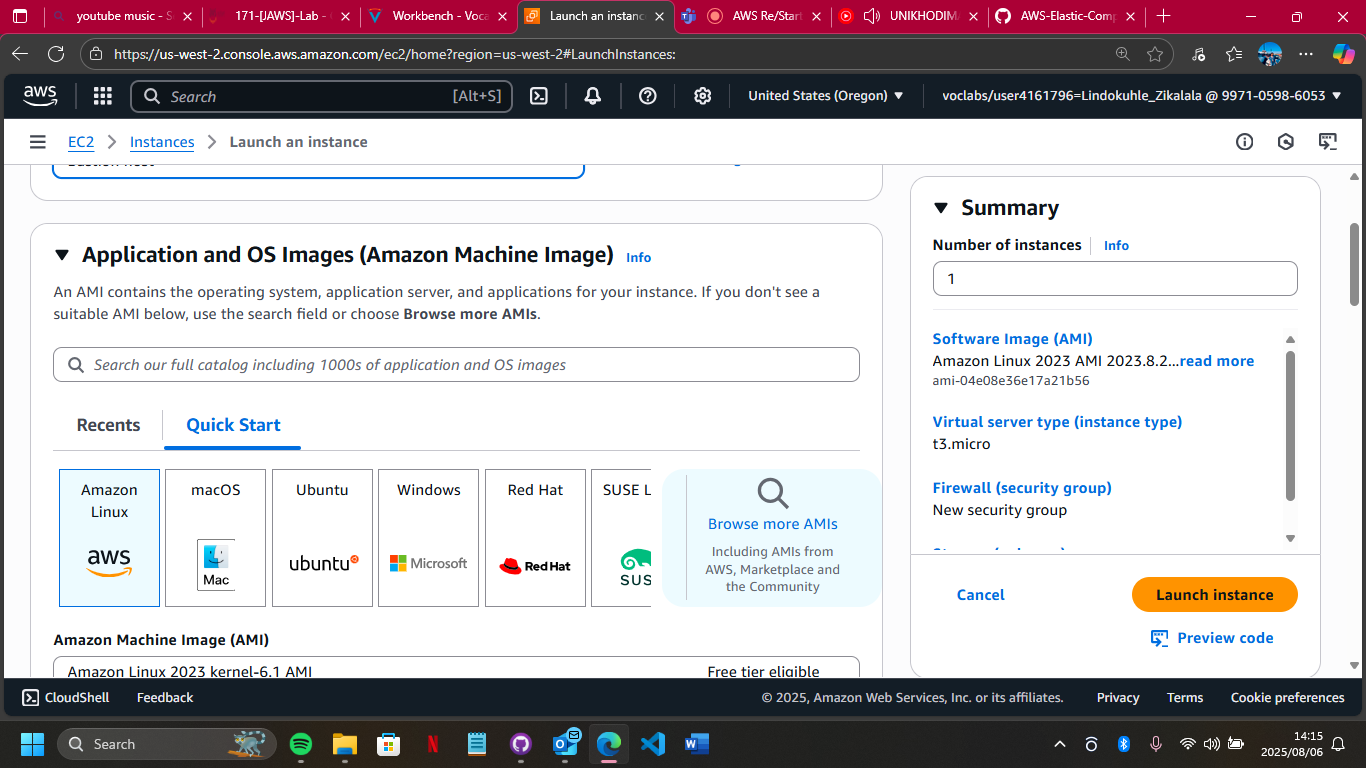 youtube music - S
171-[JAWS]-Lab -
Workbench - Voca
Launch an instanc
AWS Re/Start
UNIKHODIMA
AWS-Elastic-Comp
https://us-west-2.console.aws.amazon.com/ec2/home?region=us-west-2#LaunchInstances:
aws
Search
[Alt+S]
United States (Oregon)
voclabs/user4161796=Lindokuhle_Zikalala @ 9971-0598-6053
EC2
Instances
Launch an instance
Application and OS Images (Amazon Machine Image) Info
An AMI contains the operating system, application server, and applications for your instance. If you don't see a
suitable AMI below, use the search field or choose Browse more AMIs.
Search our full catalog including 1000s of application and OS images
Recents
Quick Start
Amazon
Linux
aws
macOS
Mac
Ubuntu
ubuntu
Windows
Microsoft
Red Hat
Red Hat
SUSE L
SUS
Browse more AMIs
Including AMIs from
AWS, Marketplace and
the Community
Amazon Machine Image (AMI)
Amazon Linux 2023 kernel-6.1 AMI
Free tier eligible
Summary
Number of instances Info
1
Software Image (AMI)
Amazon Linux 2023 AMI 2023.8.2...read more
ami-04e08e36e17a21b56
Virtual server type (instance type)
t3.micro
Firewall (security group)
New security group
Cancel
Launch instance
Preview code
CloudShell
Feedback
© 2025, Amazon Web Services, Inc. or its affiliates.
Privacy
Terms
Cookie preferences
Search
14:15
2025/08/06